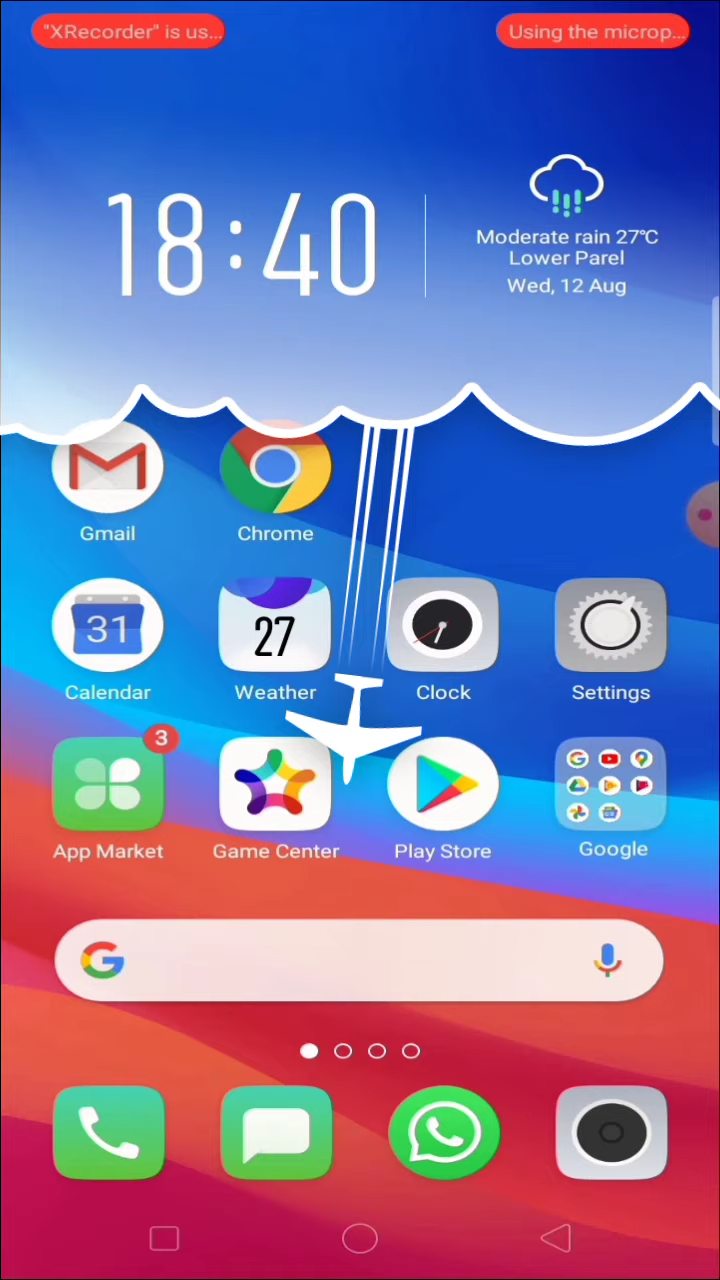 "XRecorder" is us...
Using the microp...
18:40
Moderate rain 27°C
Lower Parel
Wed, 12 Aug
Gmail
Chrome
31
27
Calendar
Weather
Clock
Settings
3
App Market
Game Center
Play Store
Google